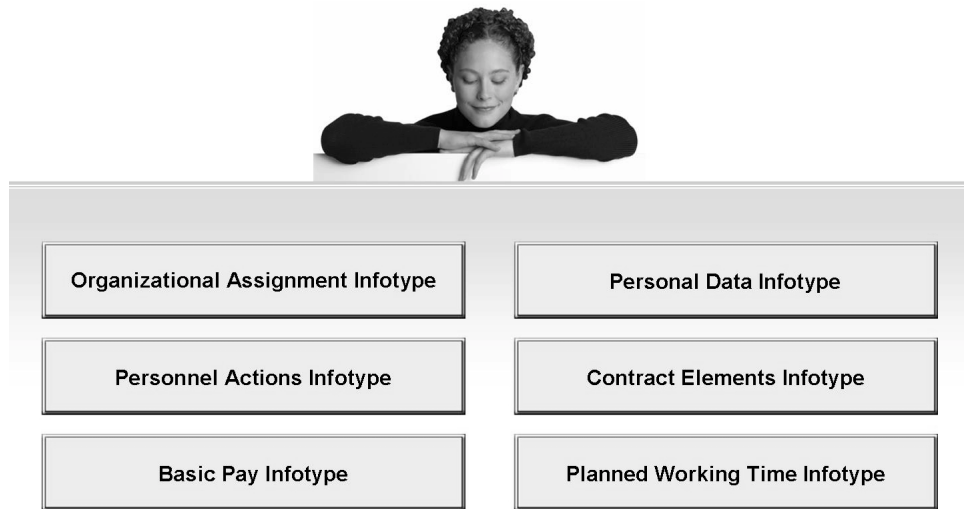 Organizational Assignment Infotype
Personal Data Infotype
Personnel Actions Infotype
Contract Elements Infotype
Basic Pay Infotype
Planned Working Time Infotype